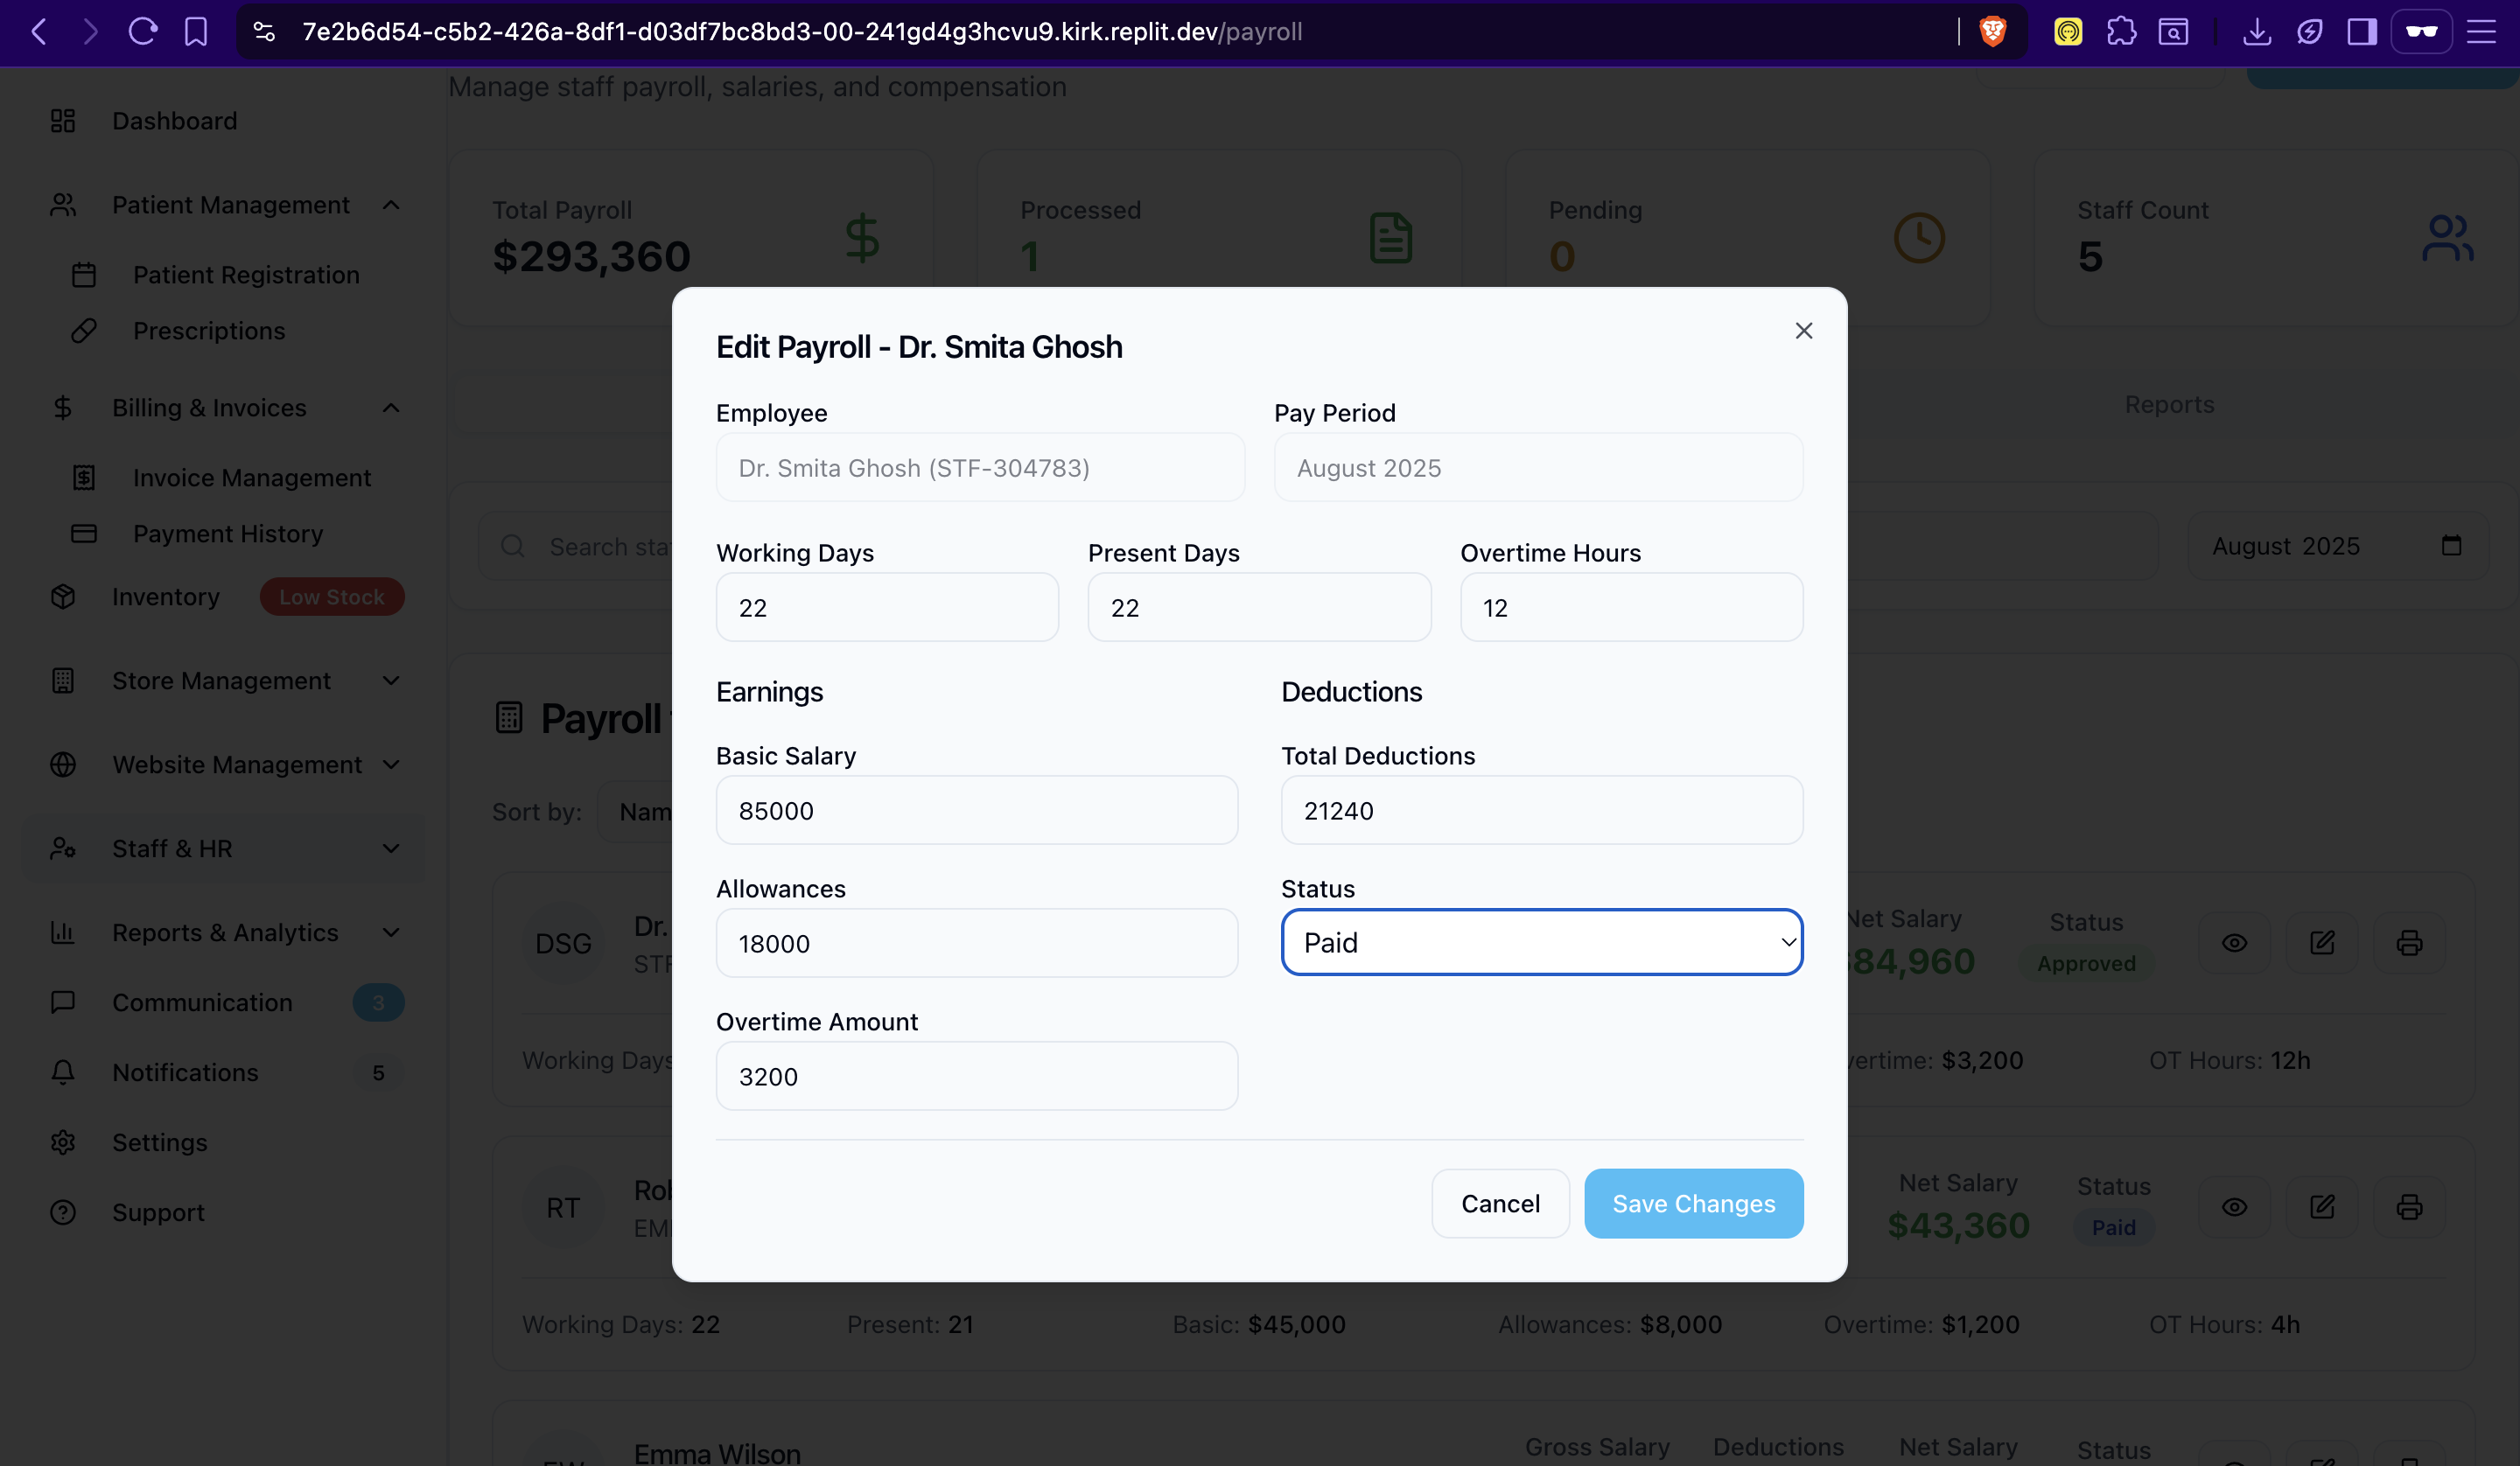 7e2b6d54-c5b2-426a-8df1-d03df7bc8bd3-00-241gd4g3hcvu9.kirk.replit.dev/payroll
Manage staff payroll, salaries, and compensation
Dashboard
Patient Management
Patient Registration
Prescriptions
Billing & Invoices
Invoice Management
Payment History
Inventory Low Stock
Store Management
Website Management
Staff & HR
Reports & Analytics
Communication 3
Notifications 5
Settings
Support
Total Payroll
$293,360
Processed
1
Pending
0
Staff Count
5
Reports
Search
August 2025
Payroll
Sort by:
Edit Payroll - Dr. Smita Ghosh
Employee
Dr. Smita Ghosh (STF-304783)
Pay Period
August 2025
Working Days
22
Present Days
22
Overtime Hours
12
Earnings
Deductions
Basic Salary
85000
Total Deductions
21240
Allowances
18000
Status
Paid
Overtime Amount
3200
Cancel
Save Changes
DSG
Dr.
Net Salary
$84,960
Status
Approved
Working Days
$3,200
OT Hours: 12h
RT
Net Salary
$43,360
Status
Paid
Working Days: 22
Present: 21
Basic: $45,000
Allowances: $8,000
Overtime: $1,200
OT Hours: 4h
Emma Wilson
Gross Salary
Deductions
Net Salary
Status